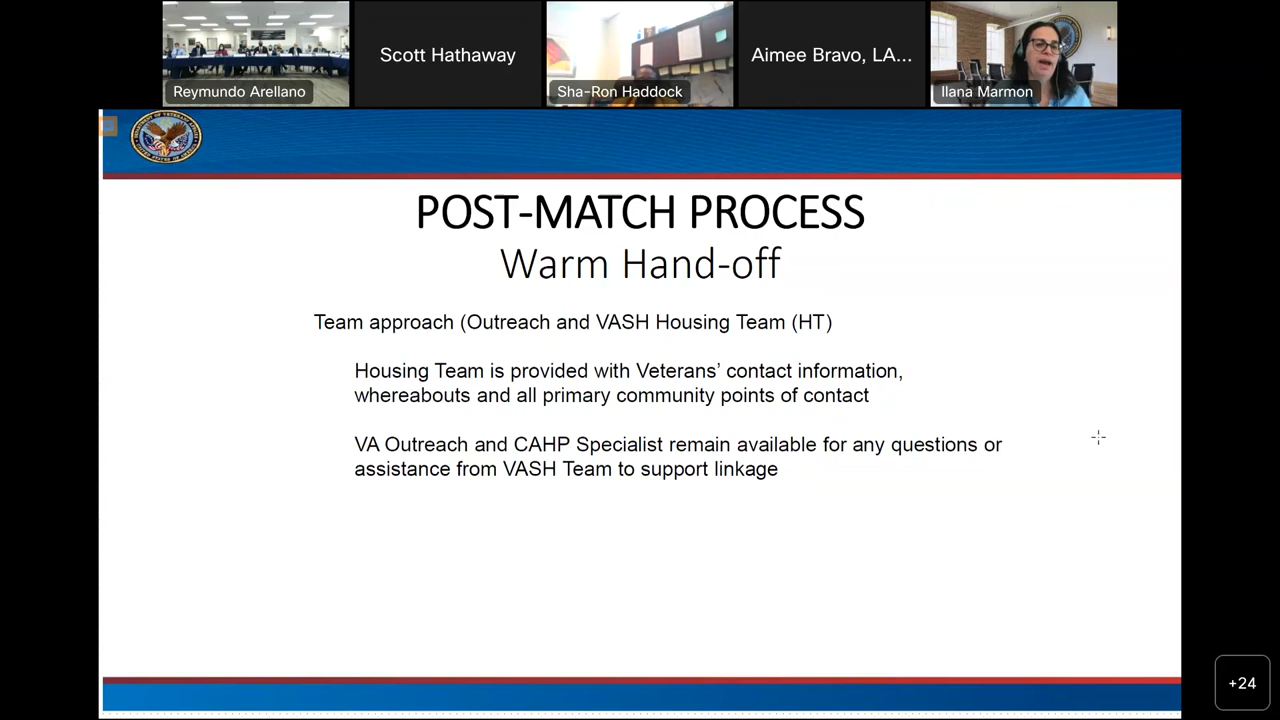 Reymundo Arellano
Scott Hathaway
Sha-Ron Haddock
Aimee Bravo, LA...
Ilana Marmon
POST-MATCH PROCESS
Warm Hand-off
Team approach (Outreach and VASH Housing Team (HT)
Housing Team is provided with Veterans’ contact information,
whereabouts and all primary community points of contact
VA Outreach and CAHP Specialist remain available for any questions or
assistance from VASH Team to support linkage
+24